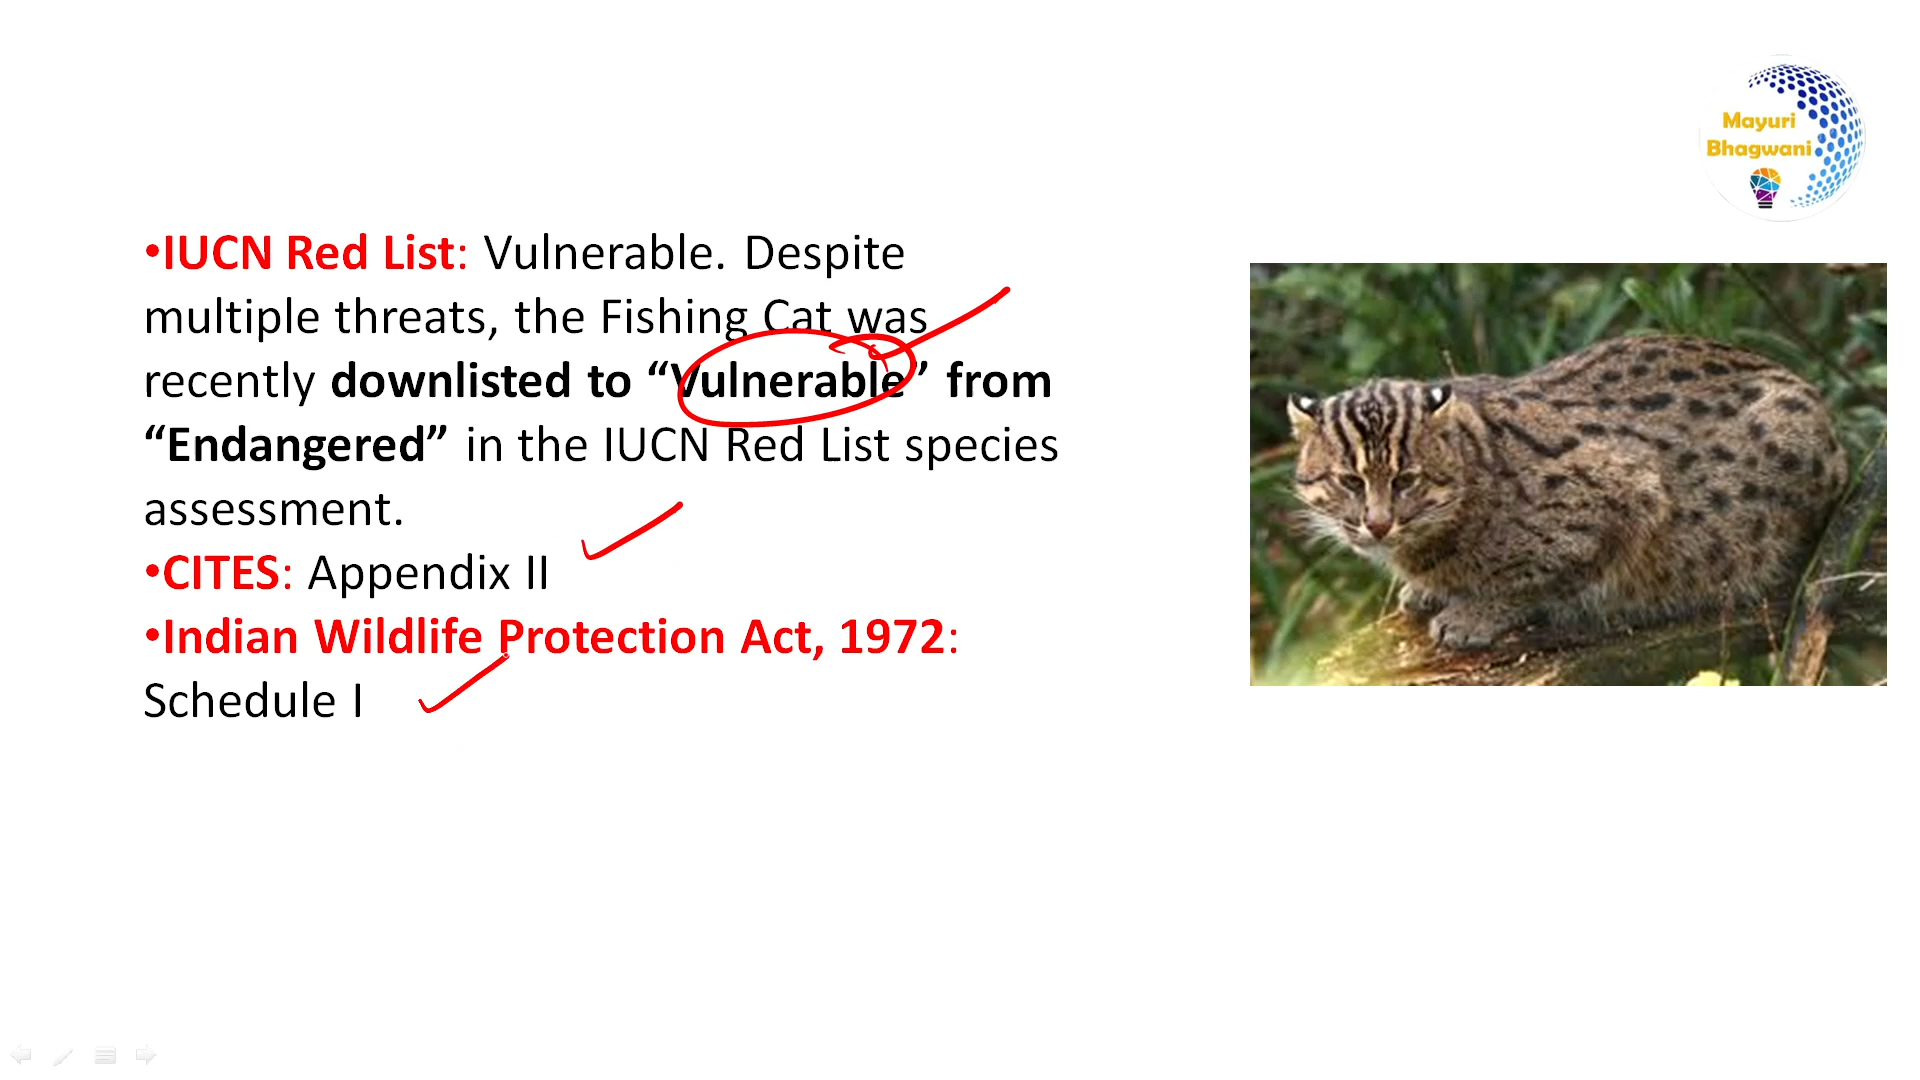 Mayuri
Bhagwani
•IUCN Red List: Vulnerable. Despite
multiple threats, the Fishing Cat was
recently downlisted to “Vulnerable” from
“Endangered” in the IUCN Red List species
assessment.
•CITES: Appendix II
•Indian Wildlife Protection Act, 1972:
Schedule I